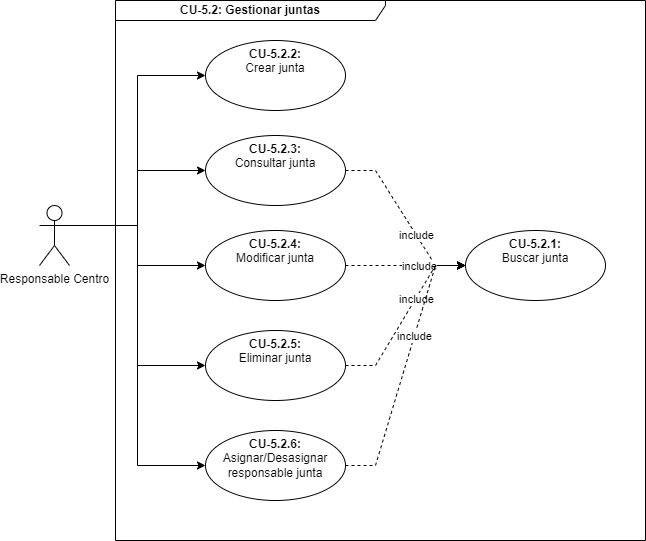 CU-5.2: Gestionar juntas
CU-5.2.2:
Crear junta
CU-5.2.3:
Consultar junta
Responsable Centro
include
CU-5.2.4:
Modificar junta
include
CU-5.2.1:
Buscar junta
include
include
CU-5.2.5:
Eliminar junta
CU-5.2.6:
Asignar/Desasignar
responsable junta